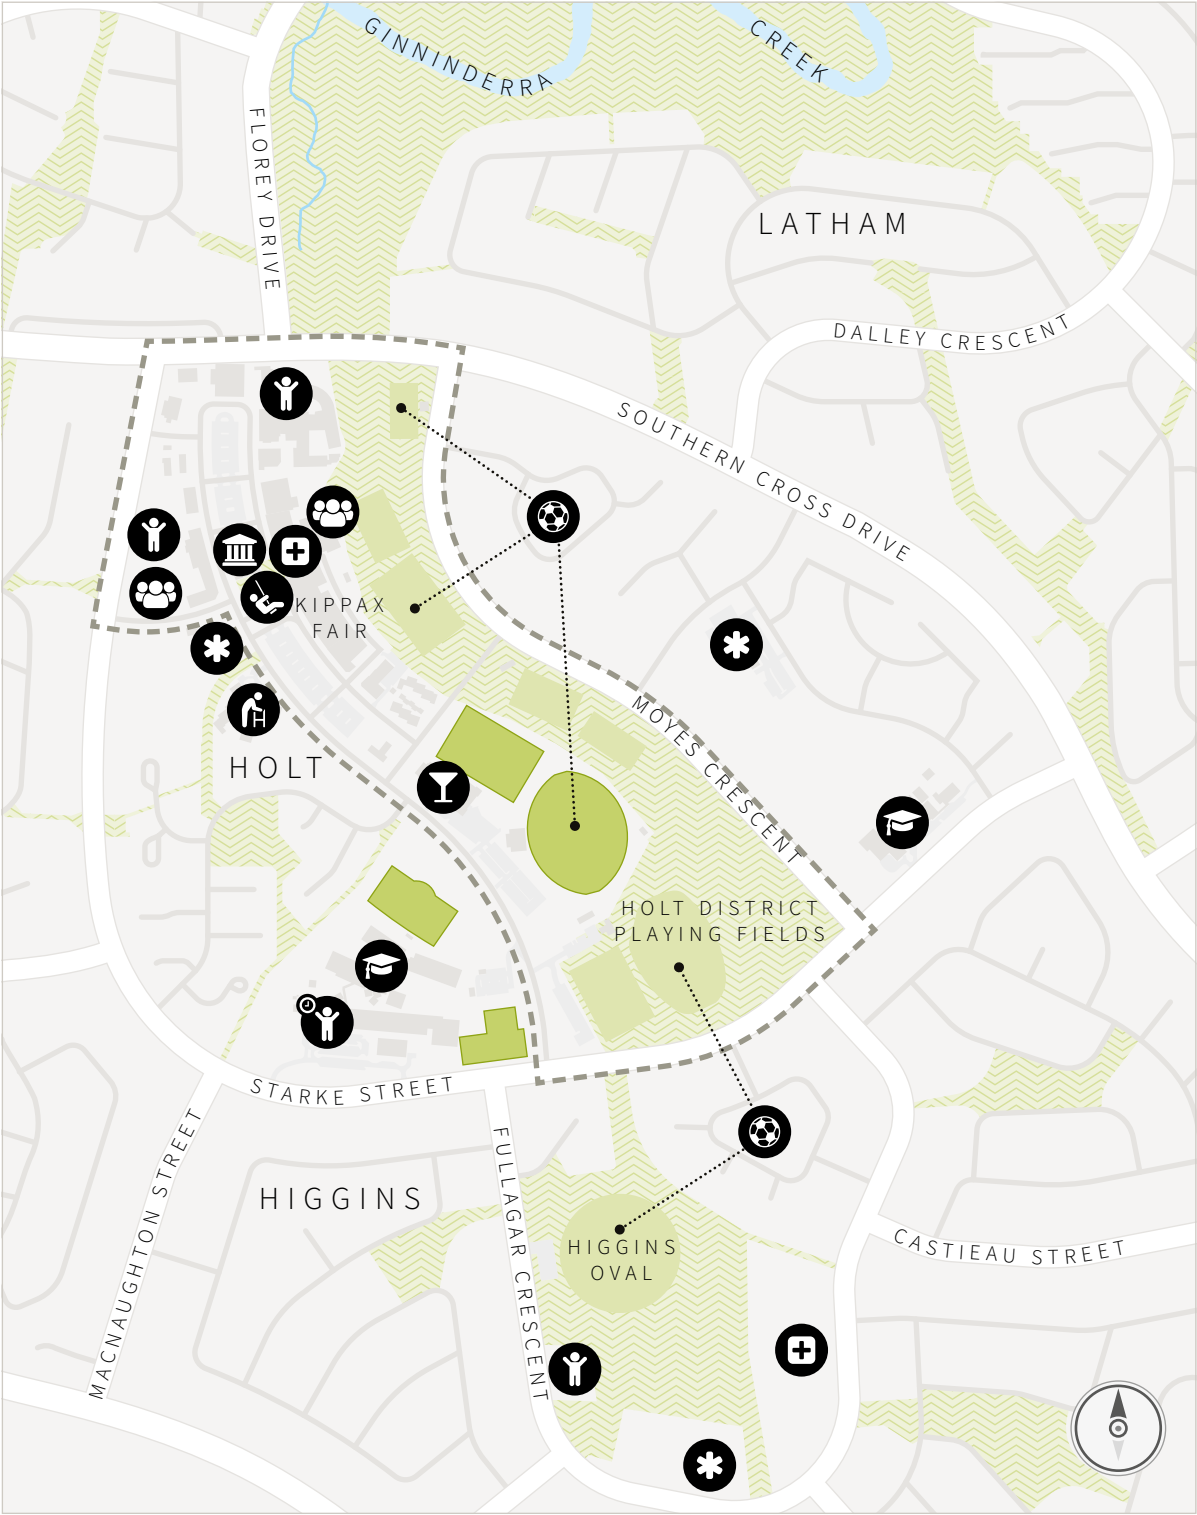 GINNINDERRA
CREEK
FLOREY DRIVE
LATHAM
DALLEY CRESCENT
SOUTHERN CROSS DRIVE
KIPPAX
FAIR
MOYES CRESCENT
HOLT
HOLT DISTRICT
PLAYING FIELDS
STARKE STREET
MACNAUGHTON STREET
FULLAGAR CRESCENT
HIGGINS
HIGGINS
OVAL
CASTIEAU STREET